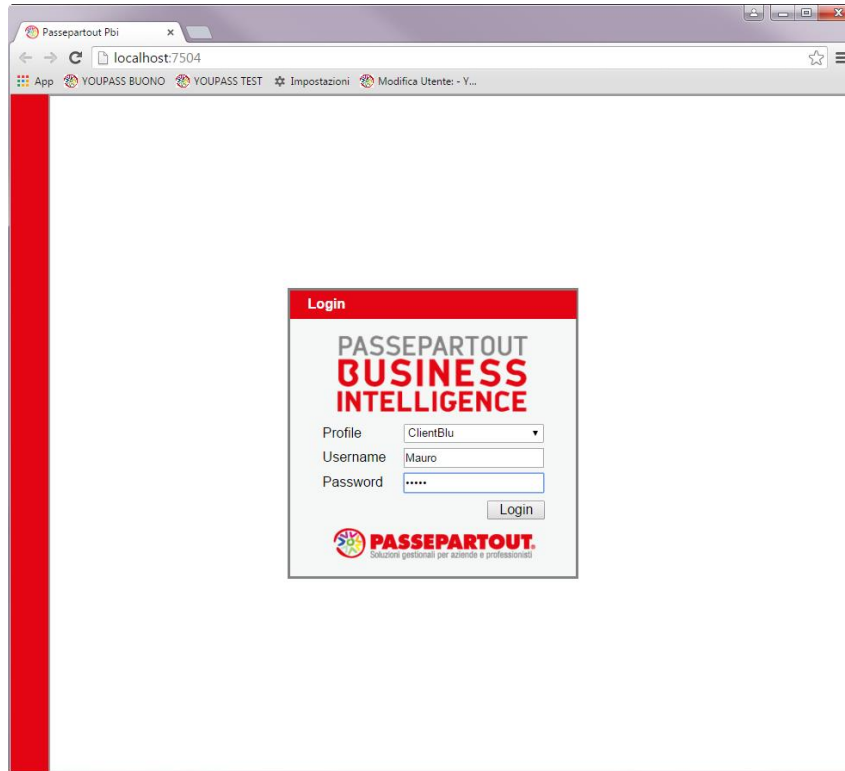 Passepartout Pbi
localhost:7504
App YOUPASS BUONO YOUPASS TEST Impostazioni Modifica Utente: - Y...
Login
PASSEPARTOUT
BUSINESS
INTELLIGENCE
Profile ClientBlu
Username Mauro
Password •••••
Login
PASSEPARTOUT.
Soluzioni gestionali per aziende e professionisti